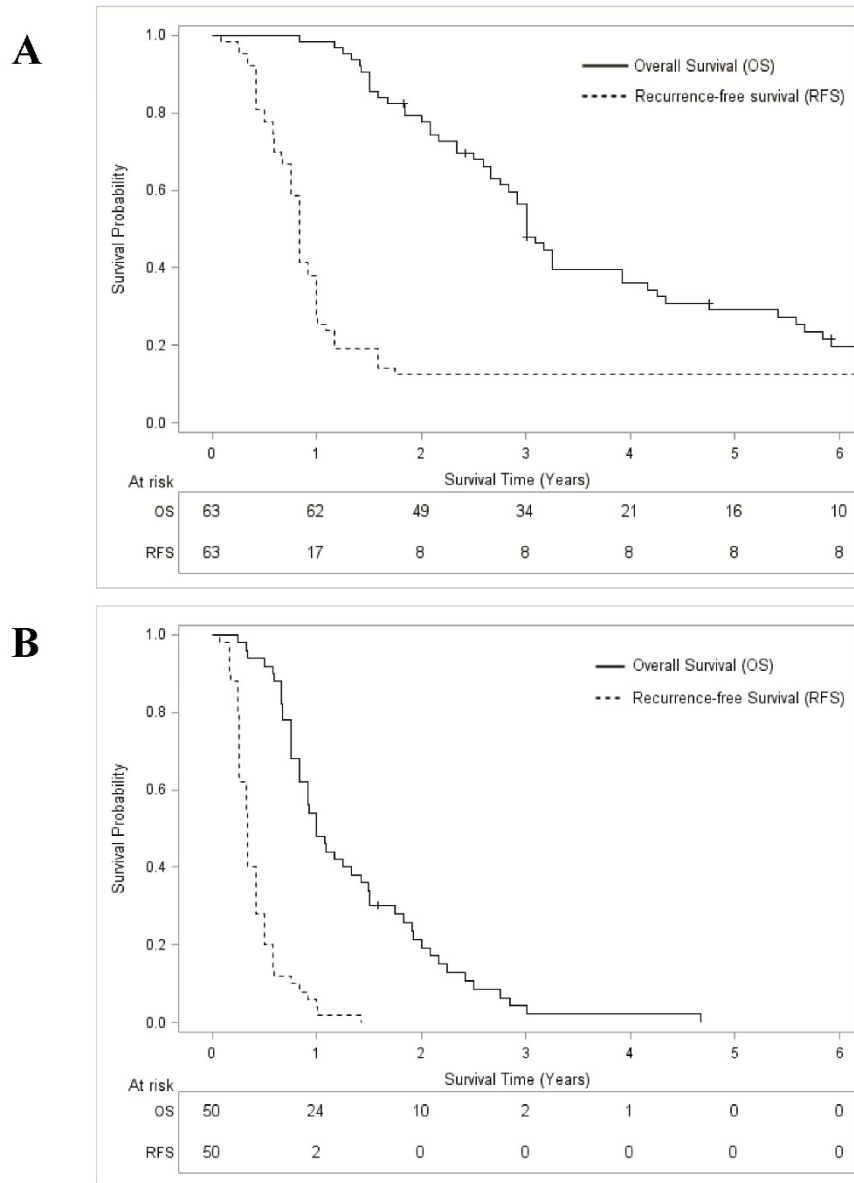 A
Survival Probability
1.0
0.8
0.6
0.4
0.2
0.0
Overall Survival (OS)
Recurrence-free survival (RFS)
0 1 2 3 4 5 6
Survival Time (Years)
At risk
OS 63 62 49 34 21 16 10
RFS 63 17 8 8 8 8 8
B
Survival Probability
1.0
0.8
0.6
0.4
0.2
0.0
Overall Survival (OS)
Recurrence-free Survival (RFS)
0 1 2 3 4 5 6
Survival Time (Years)
At risk
OS 50 24 10 2 1 0 0
RFS 50 2 0 0 0 0 0